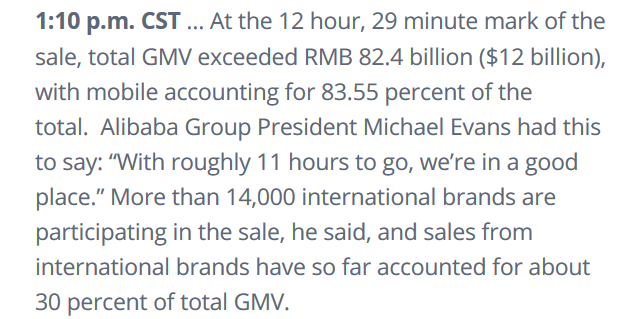 1:10 p.m. CST ... At the 12 hour, 29 minute mark of the
sale, total GMV exceeded RMB 82.4 billion ($12 billion),
with mobile accounting for 83.55 percent of the
total.  Alibaba Group President Michael Evans had this
to say: “With roughly 11 hours to go, we’re in a good
place.” More than 14,000 international brands are
participating in the sale, he said, and sales from
international brands have so far accounted for about
30 percent of total GMV.